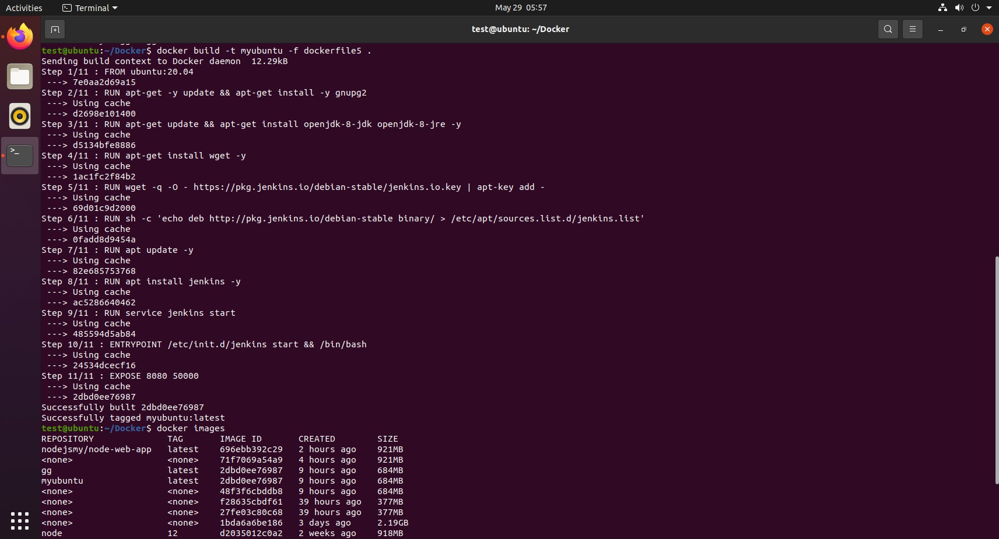 Activities
Terminal
May 29 05:57
test@ubuntu: ~/Docker
test@ubuntu:~/Docker$ docker build -t myubuntu -f dockerfile5 .
Sending build context to Docker daemon  12.29kB
Step 1/11 : FROM ubuntu:20.04
 ---> 7e0aa2d69a15
Step 2/11 : RUN apt-get -y update && apt-get install -y gnupg2
 ---> Using cache
 ---> d2698e101400
Step 3/11 : RUN apt-get update && apt-get install openjdk-8-jdk openjdk-8-jre -y
 ---> Using cache
 ---> d5134bfe8886
Step 4/11 : RUN apt-get install wget -y
 ---> Using cache
 ---> 1ac1fc2f84b2
Step 5/11 : RUN wget -q -O - https://pkg.jenkins.io/debian-stable/jenkins.io.key | apt-key add -
 ---> Using cache
 ---> 69d01c9d2000
Step 6/11 : RUN sh -c 'echo deb http://pkg.jenkins.io/debian-stable binary/ > /etc/apt/sources.list.d/jenkins.list'
 ---> Using cache
 ---> 0fadd8d9454a
Step 7/11 : RUN apt update -y
 ---> Using cache
 ---> 82e685753768
Step 8/11 : RUN apt install jenkins -y
 ---> Using cache
 ---> ac5286640462
Step 9/11 : RUN service jenkins start
 ---> Using cache
 ---> 485594d5ab84
Step 10/11 : ENTRYPOINT /etc/init.d/jenkins start && /bin/bash
 ---> Using cache
 ---> 24534dcecf16
Step 11/11 : EXPOSE 8080 50000
 ---> Using cache
 ---> 2dbd0ee76987
Successfully built 2dbd0ee76987
Successfully tagged myubuntu:latest
test@ubuntu:~/Docker$ docker images
REPOSITORY              TAG       IMAGE ID       CREATED        SIZE
nodejsmy/node-web-app   latest    696ebb392c29   2 hours ago    921MB
<none>                  <none>    71f7069a54a9   4 hours ago    921MB
gg                      latest    2dbd0ee76987   9 hours ago    684MB
myubuntu                latest    2dbd0ee76987   9 hours ago    684MB
<none>                  <none>    48f3f6cbddb8   9 hours ago    684MB
<none>                  <none>    f28635cbdf61   39 hours ago   377MB
<none>                  <none>    27fe03c80c68   39 hours ago   377MB
<none>                  <none>    1bda6a6be186   3 days ago     2.19GB
node                    12        d2035012c0a2   2 weeks ago    918MB